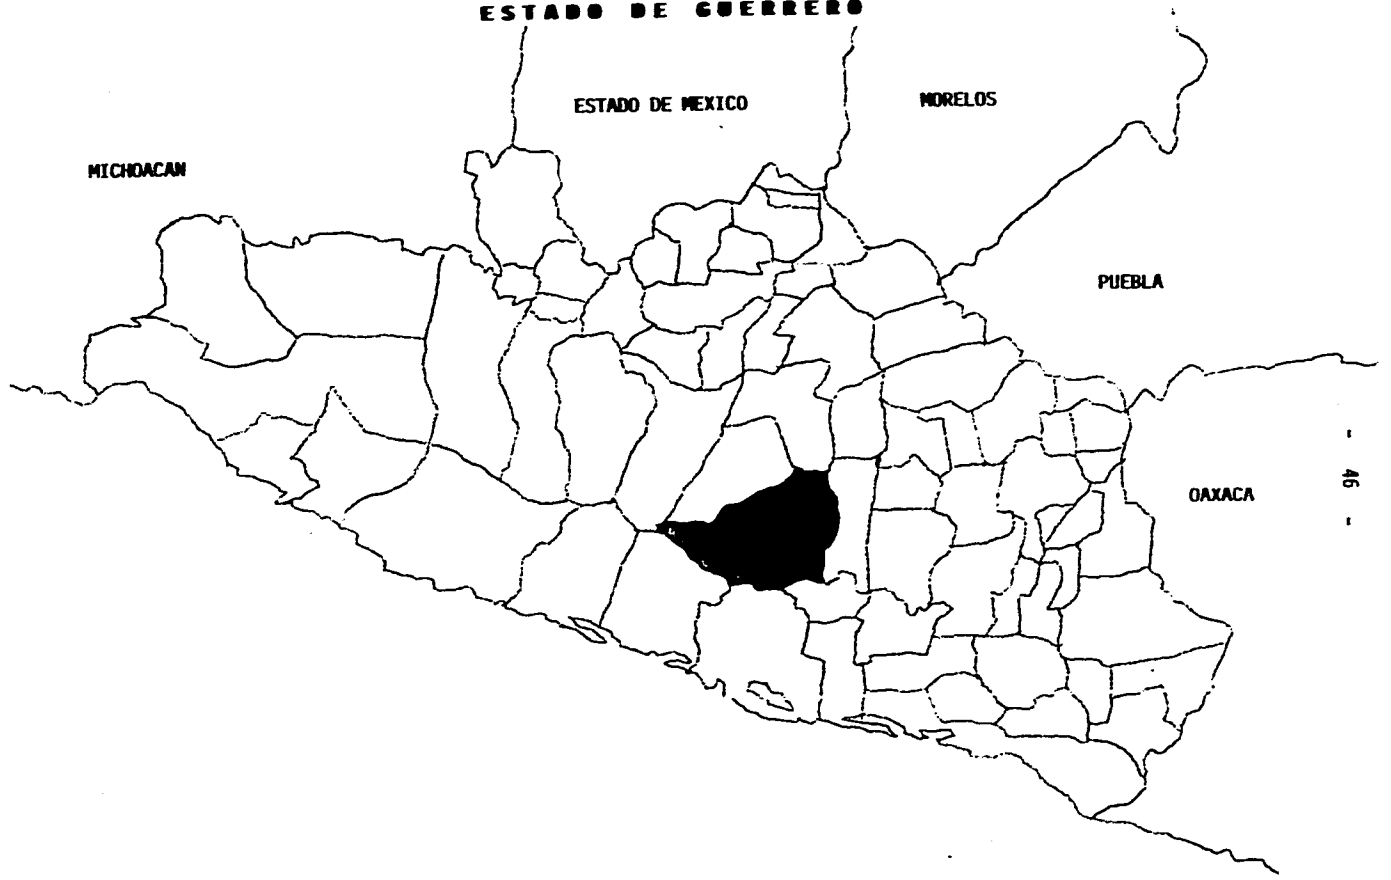 ESTADO DE GUERRERO
ESTADO DE MEXICO
MORELOS
MICHOACAN
PUEBLA
OAXACA
- 46 -